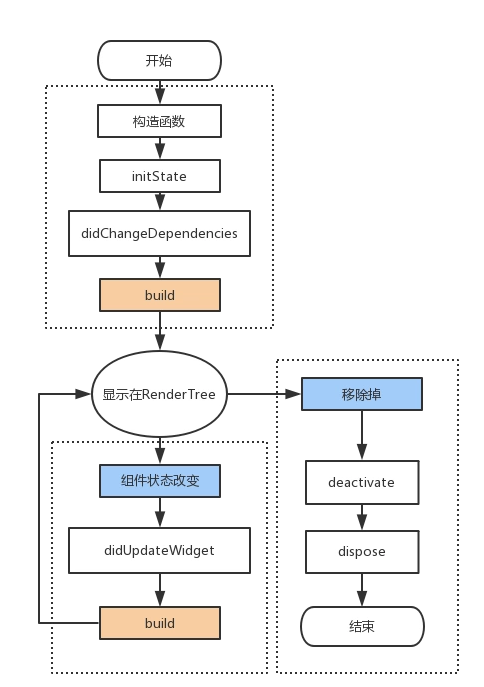 开始
构造函数
initState
didChangeDependencies
build
显示在RenderTree
移除掉
组件状态改变
deactivate
didUpdateWidget
dispose
build
结束